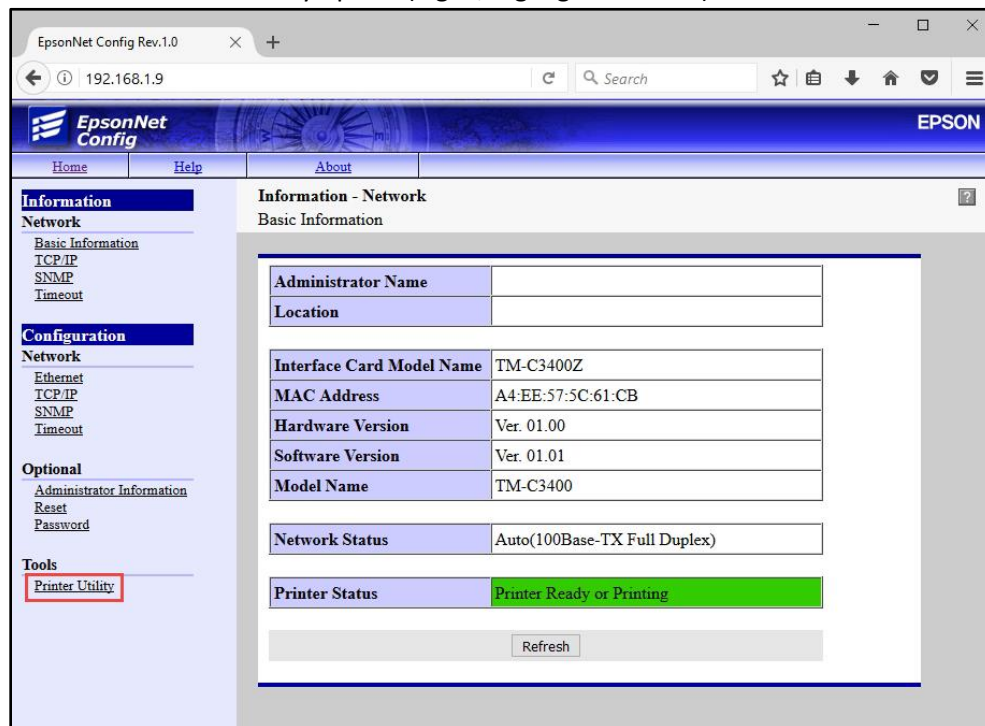 EpsonNet Config Rev.1.0
192.168.1.9
Search
EpsonNet
Config
EPSON
Home Help About
Information
Network
Basic Information
TCP/IP
SNMP
Timeout
Configuration
Network
Ethernet
TCP/IP
SNMP
Timeout
Optional
Administrator Information
Reset
Password
Tools
Printer Utility
Information - Network
Basic Information
?
Administrator Name
Location
Interface Card Model Name TM-C3400Z
MAC Address A4:EE:57:5C:61:CB
Hardware Version Ver. 01.00
Software Version Ver. 01.01
Model Name TM-C3400
Network Status Auto(100Base-TX Full Duplex)
Printer Status Printer Ready or Printing
Refresh